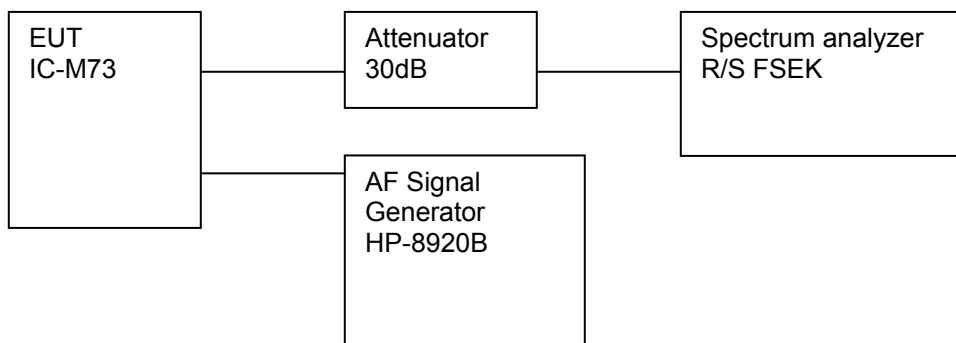 EUT
IC-M73
Attenuator
30dB
Spectrum analyzer
R/S FSEK
AF Signal
Generator
HP-8920B